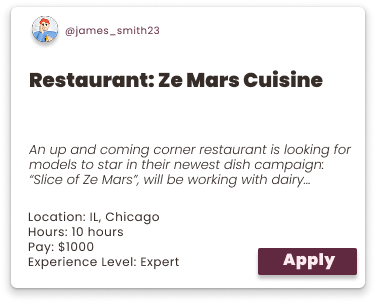 @james_smith23
Restaurant: Ze Mars Cuisine
An up and coming corner restaurant is looking for
models to star in their newest dish campaign:
“Slice of Ze Mars”, will be working with dairy...
Location: IL, Chicago
Hours: 10 hours
Pay: $1000
Experience Level: Expert
Apply